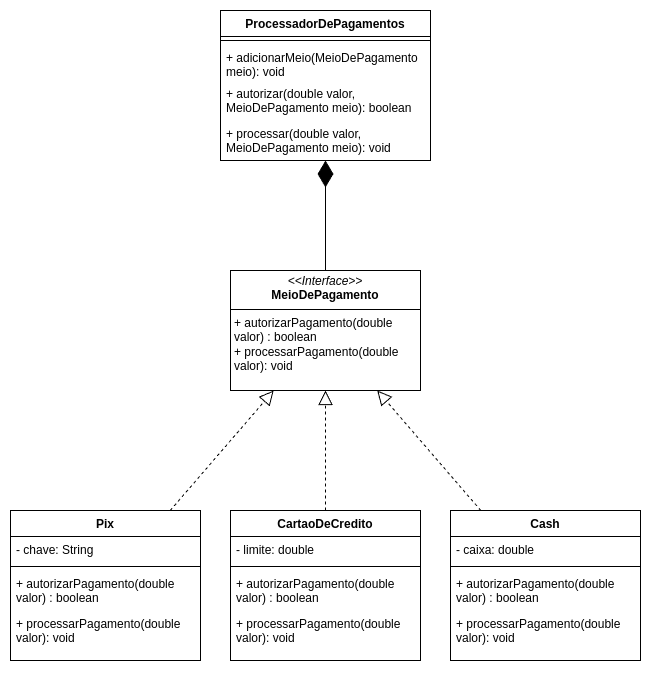 ProcessadorDePagamentos
+ adicionarMeio(MeioDePagamento
meio): void
+ autorizar(double valor,
MeioDePagamento meio): boolean
+ processar(double valor,
MeioDePagamento meio): void
<<Interface>>
MeioDePagamento
+ autorizarPagamento(double
valor) : boolean
+ processarPagamento(double
valor): void
Pix
- chave: String
+ autorizarPagamento(double
valor) : boolean
+ processarPagamento(double
valor): void
CartaoDeCredito
- limite: double
+ autorizarPagamento(double
valor) : boolean
+ processarPagamento(double
valor): void
Cash
- caixa: double
+ autorizarPagamento(double
valor) : boolean
+ processarPagamento(double
valor): void